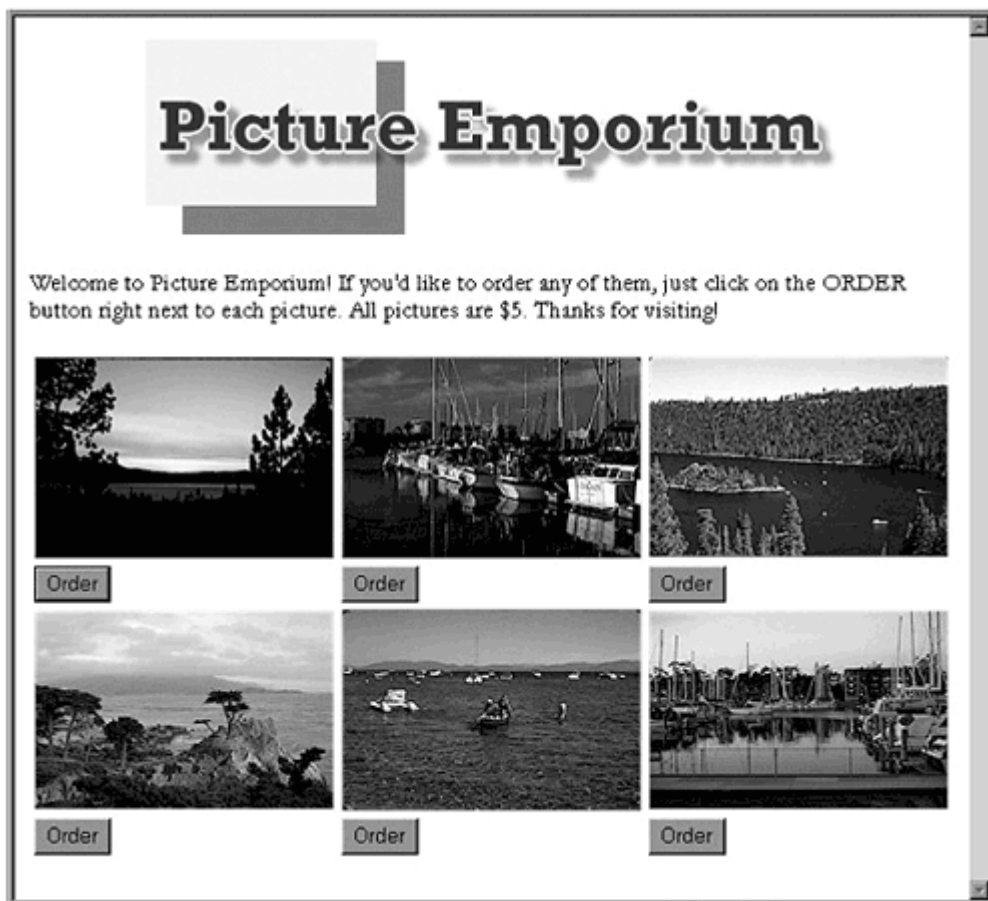 Picture Emporium
Welcome to Picture Emporium! If you'd like to order any of them, just click on the ORDER
button right next to each picture. All pictures are $5. Thanks for visiting!
Order
Order
Order
Order
Order
Order